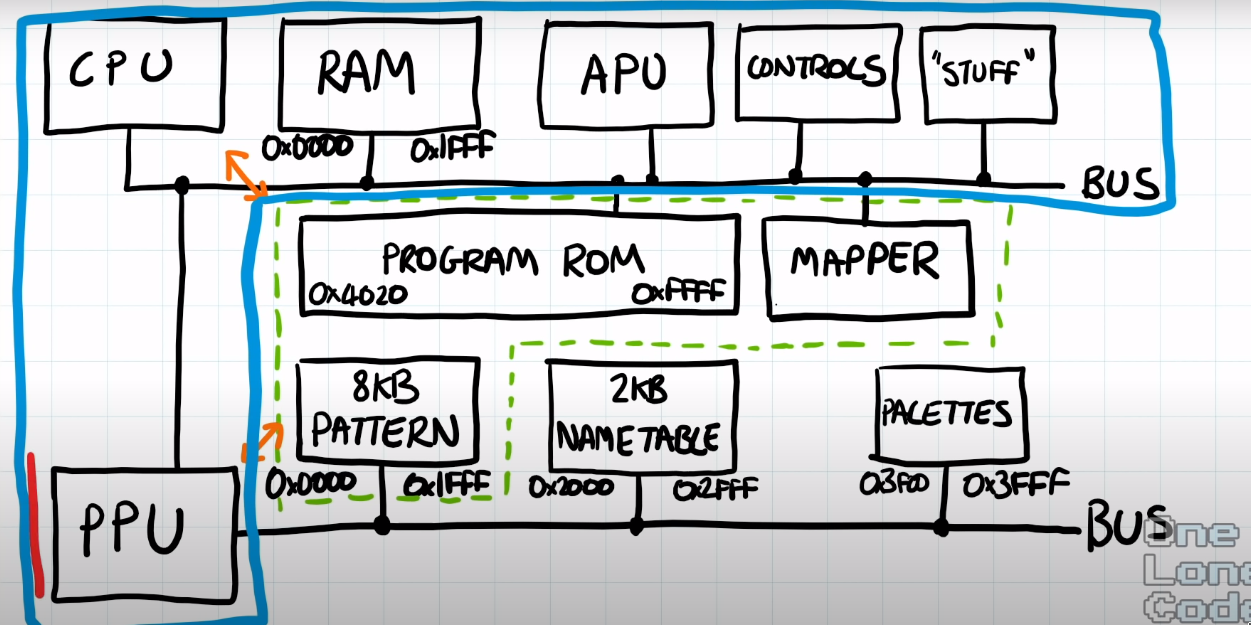 CPU
RAM
APU
CONTROLS
"STUFF"
0x0000 0x1FFF
BUS
PROGRAM ROM
0x4020 0xFFFF
MAPPER
8KB
PATTERN
0x0000 0x1FFF
2KB
NAMETABLE
0x2000 0x2FFF
PALETTES
0x3F00 0x3FFF
PPU
BUS
One
Lone
Code